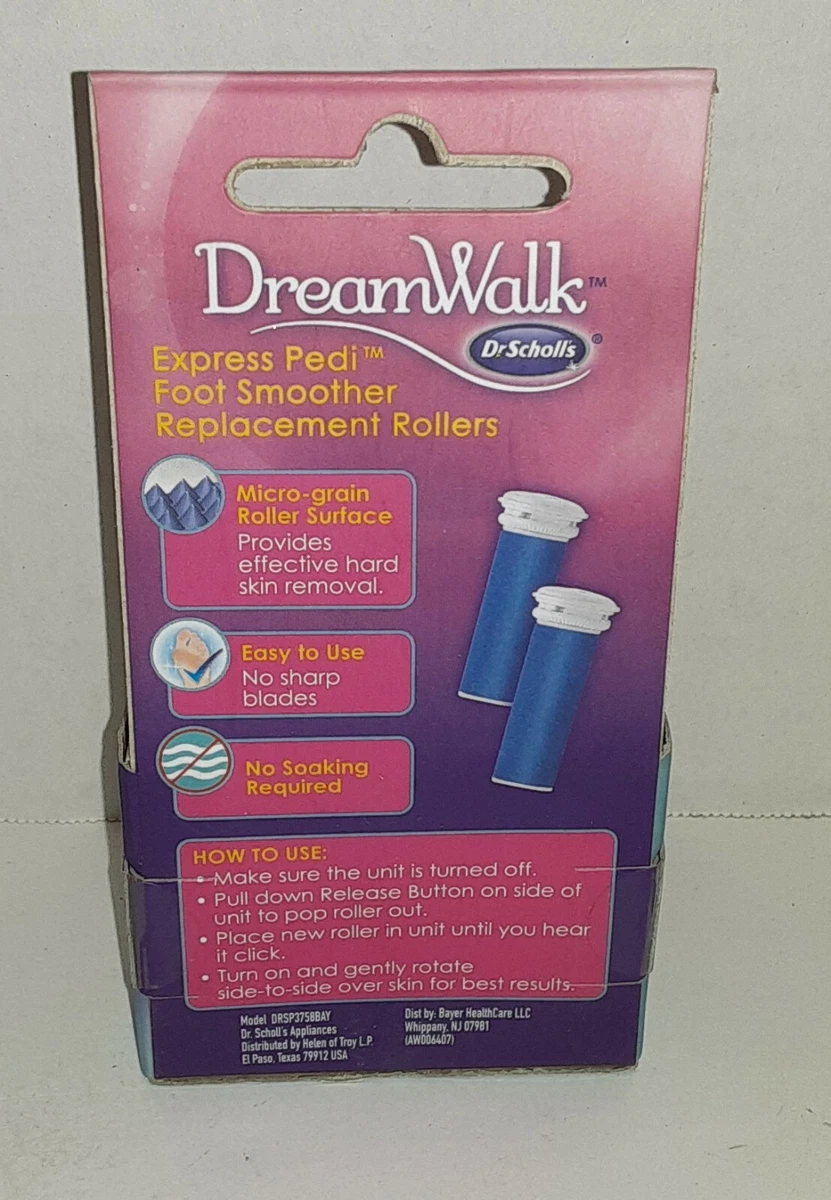 DreamWalk™
Dr.Scholl's®
Express Pedi™
Foot Smoother
Replacement Rollers
Micro-grain
Roller Surface
Provides
effective hard
skin removal.
Easy to Use
No sharp
blades
No Soaking
Required
HOW TO USE:
• Make sure the unit is turned off.
• Pull down Release Button on side of
unit to pop roller out.
• Place new roller in unit until you hear
it click.
• Turn on and gently rotate
side-to-side over skin for best results.
Model DRSP3758BAY
Dr. Scholl's Appliances
Distributed by Helen of Troy L.P.
El Paso, Texas 79912 USA
Dist by: Bayer HealthCare LLC
Whippany, NJ 07981
(AW006407)